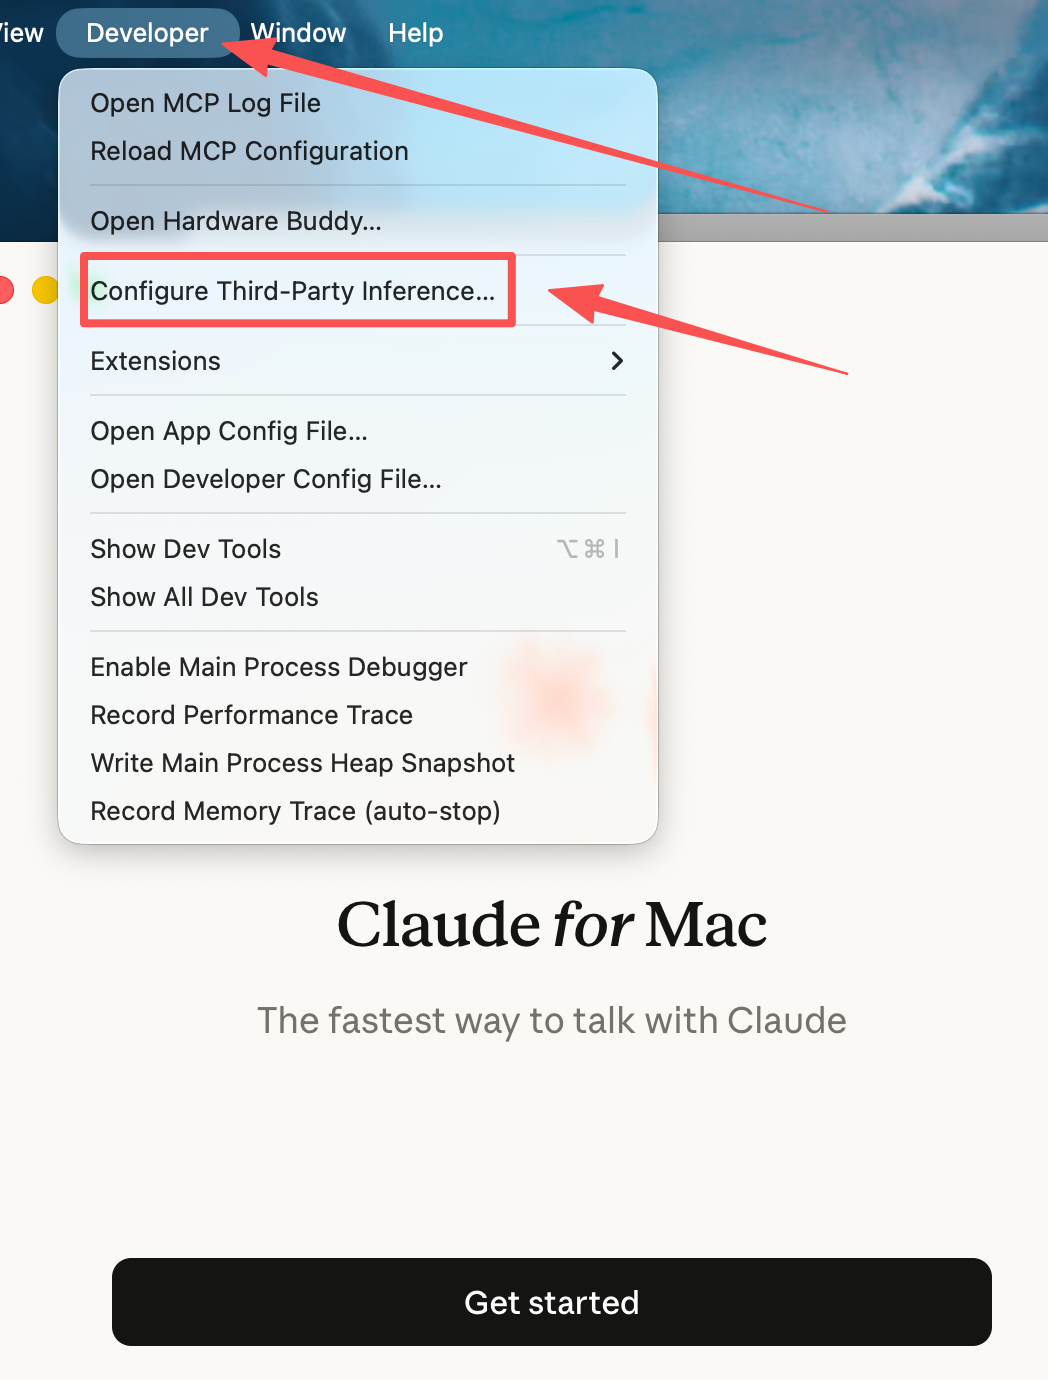 View Developer Window Help
Open MCP Log File
Reload MCP Configuration
Open Hardware Buddy...
Configure Third-Party Inference...
Extensions
Open App Config File...
Open Developer Config File...
Show Dev Tools ⌥⌘I
Show All Dev Tools
Enable Main Process Debugger
Record Performance Trace
Write Main Process Heap Snapshot
Record Memory Trace (auto-stop)
Claude for Mac
The fastest way to talk with Claude
Get started